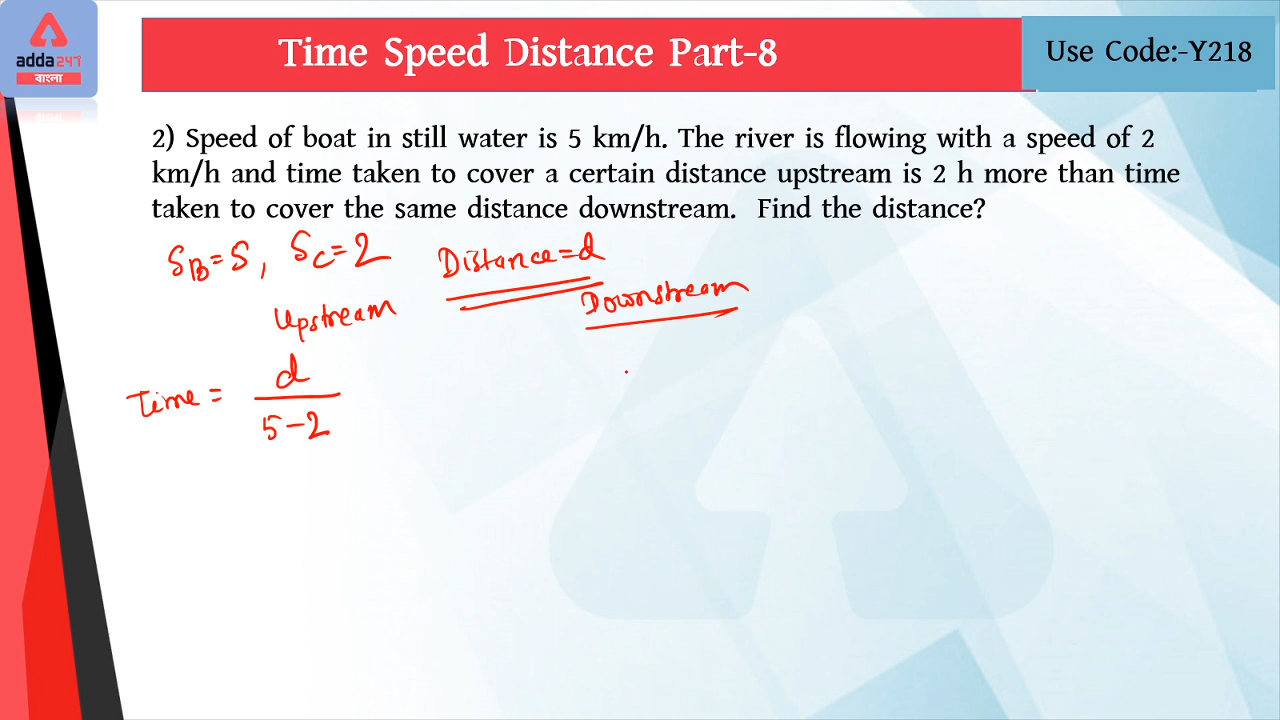 adda247
বাংলা
Time Speed Distance Part-8
Use Code:-Y218
2) Speed of boat in still water is 5 km/h. The river is flowing with a speed of 2
km/h and time taken to cover a certain distance upstream is 2 h more than time
taken to cover the same distance downstream. Find the distance?
S_B=5, S_C=2 Distance=d
Upstream Downstream
Time = d
5-2